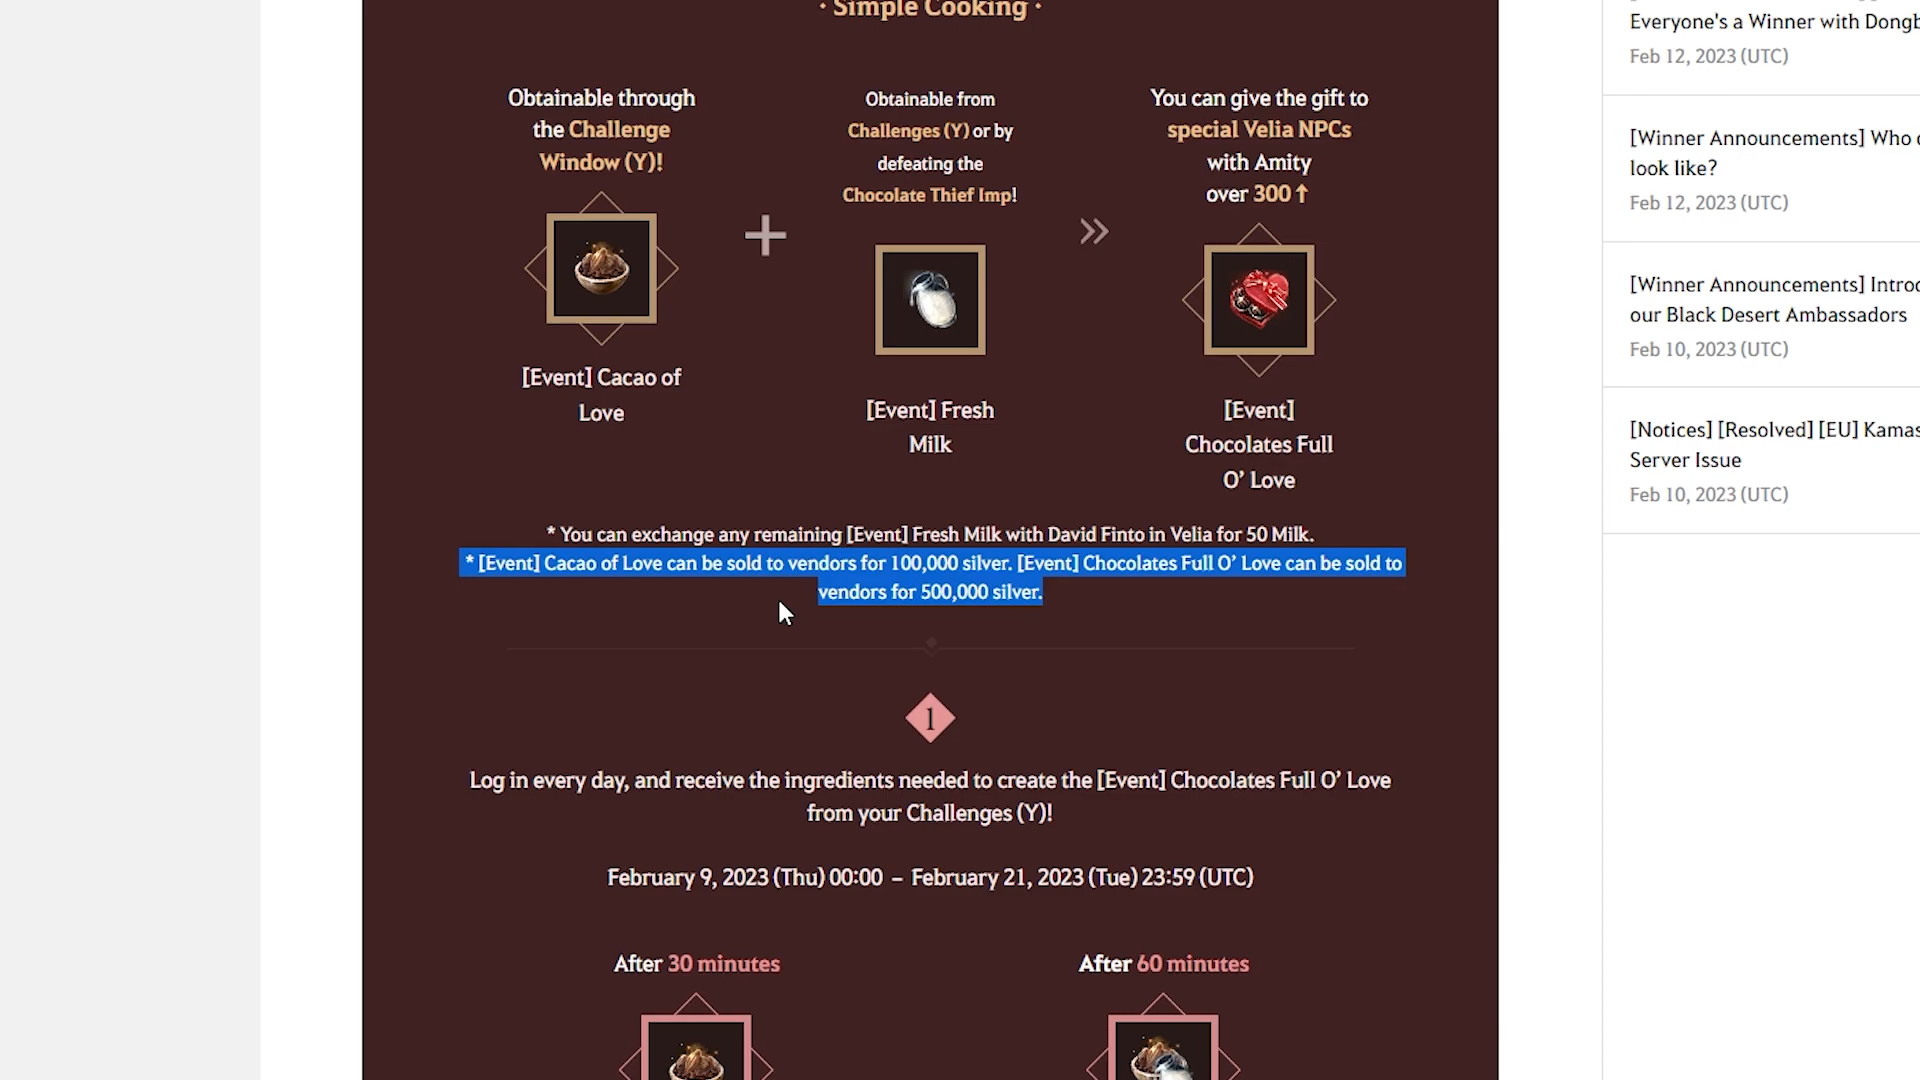 · Simple Cooking ·
Obtainable through
the Challenge
Window (Y)!
[Event] Cacao of
Love
Obtainable from
Challenges (Y) or by
defeating the
Chocolate Thief Imp!
[Event] Fresh
Milk
You can give the gift to
special Velia NPCs
with Amity
over 300↑
[Event]
Chocolates Full
O’ Love
* You can exchange any remaining [Event] Fresh Milk with David Finto in Velia for 50 Milk.
* [Event] Cacao of Love can be sold to vendors for 100,000 silver. [Event] Chocolates Full O’ Love can be sold to
vendors for 500,000 silver.
1
Log in every day, and receive the ingredients needed to create the [Event] Chocolates Full O’ Love
from your Challenges (Y)!
February 9, 2023 (Thu) 00:00 – February 21, 2023 (Tue) 23:59 (UTC)
After 30 minutes
After 60 minutes
Everyone's a Winner with
Feb 12, 2023 (UTC)
[Winner Announcements] Who
look like?
Feb 12, 2023 (UTC)
[Winner Announcements]
our Black Desert Ambassadors
Feb 10, 2023 (UTC)
[Notices] [Resolved] [EU]
Server Issue
Feb 10, 2023 (UTC)